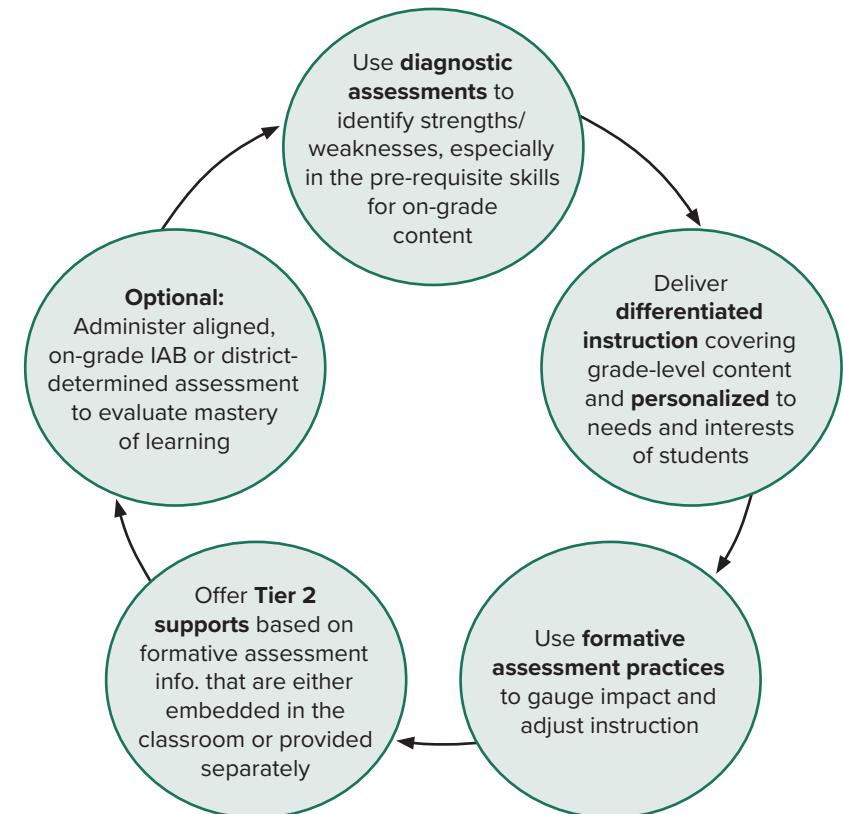 Use diagnostic
assessments to
identify strengths/
weaknesses, especially
in the pre-requisite skills
for on-grade
content
Deliver
differentiated
instruction covering
grade-level content
and personalized to
needs and interests
of students
Use formative
assessment practices
to gauge impact and
adjust instruction
Offer Tier 2
supports based on
formative assessment
info. that are either
embedded in the
classroom or provided
separately
Optional:
Administer aligned,
on-grade IAB or district-
determined assessment
to evaluate mastery
of learning